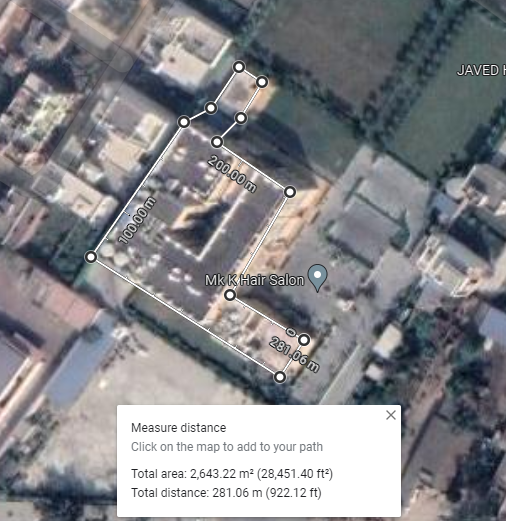 JAVED H
200.00 m
100.00 m
Mk K Hair Salon
281.06 m
Measure distance
Click on the map to add to your path
Total area: 2,643.22 m² (28,451.40 ft²)
Total distance: 281.06 m (922.12 ft)